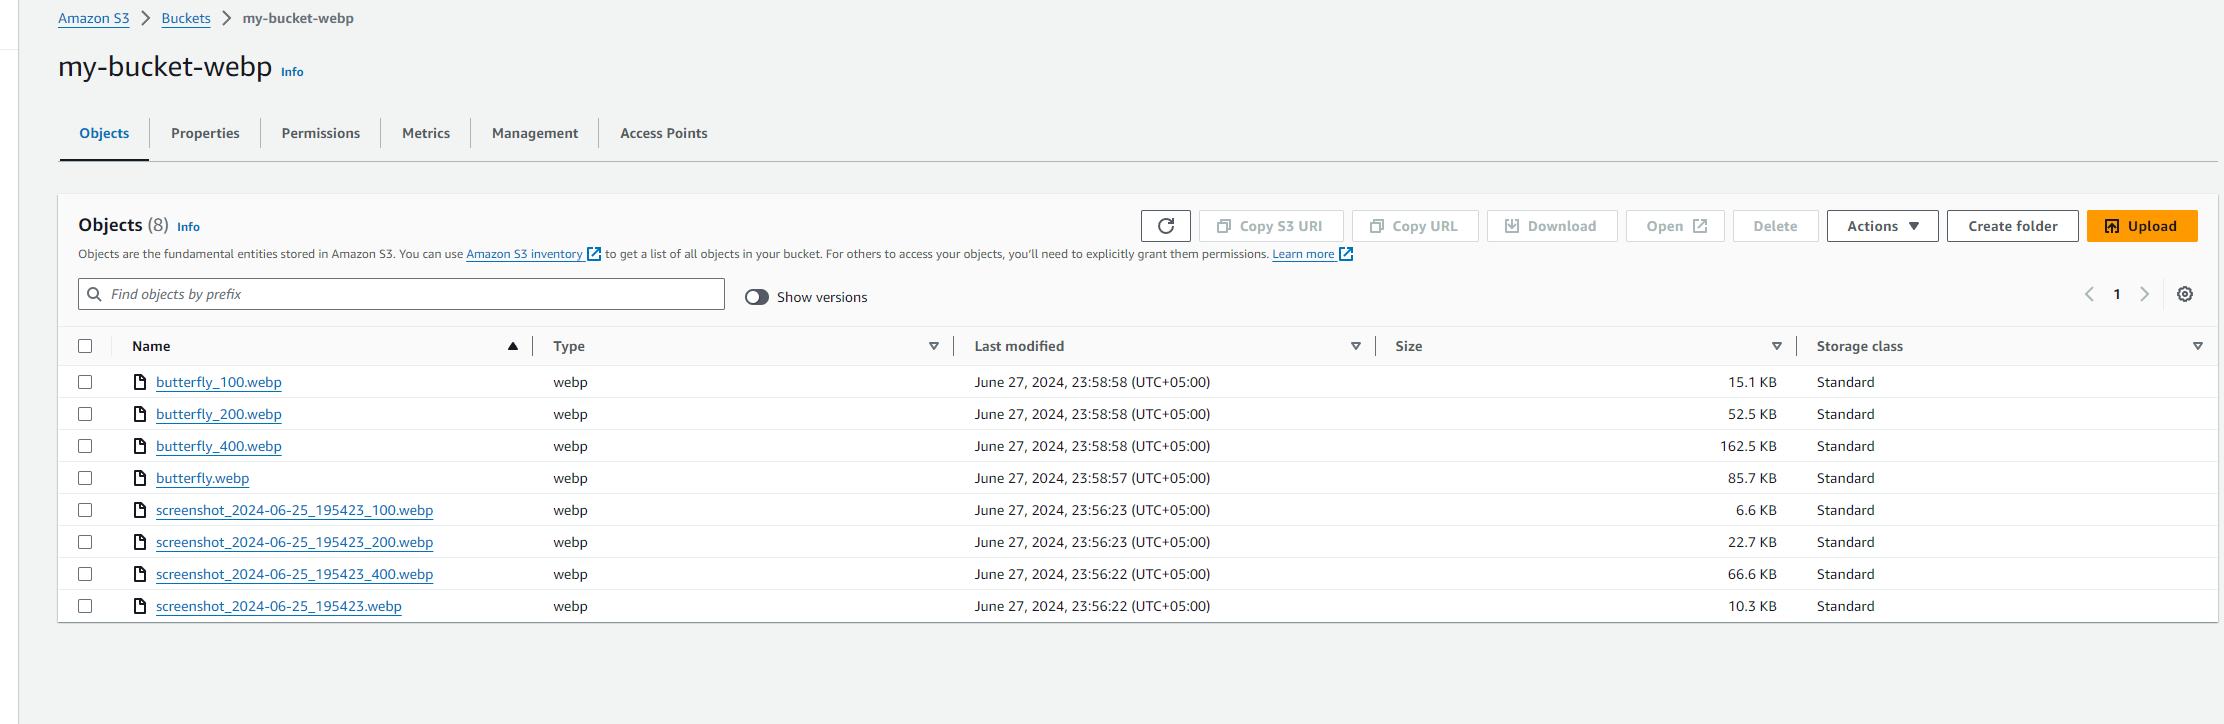 Amazon S3 > Buckets > my-bucket-webp
my-bucket-webp Info
Objects Properties Permissions Metrics Management Access Points
Objects (8) Info
Copy S3 URI Copy URL Download Open Delete Actions Create folder Upload
Objects are the fundamental entities stored in Amazon S3. You can use Amazon S3 inventory to get a list of all objects in your bucket. For others to access your objects, you'll need to explicitly grant them permissions. Learn more
Find objects by prefix Show versions 1
Name Type Last modified Size Storage class
butterfly_100.webp webp June 27, 2024, 23:58:58 (UTC+05:00) 15.1 KB Standard
butterfly_200.webp webp June 27, 2024, 23:58:58 (UTC+05:00) 52.5 KB Standard
butterfly_400.webp webp June 27, 2024, 23:58:58 (UTC+05:00) 162.5 KB Standard
butterfly.webp webp June 27, 2024, 23:58:57 (UTC+05:00) 85.7 KB Standard
screenshot_2024-06-25_195423_100.webp webp June 27, 2024, 23:56:23 (UTC+05:00) 6.6 KB Standard
screenshot_2024-06-25_195423_200.webp webp June 27, 2024, 23:56:23 (UTC+05:00) 22.7 KB Standard
screenshot_2024-06-25_195423_400.webp webp June 27, 2024, 23:56:22 (UTC+05:00) 66.6 KB Standard
screenshot_2024-06-25_195423.webp webp June 27, 2024, 23:56:22 (UTC+05:00) 10.3 KB Standard